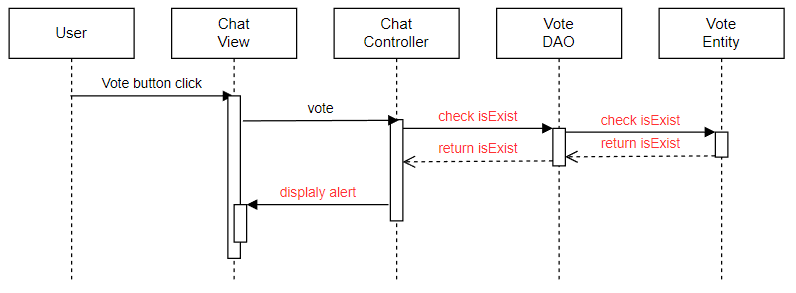 User
Chat
View
Chat
Controller
Vote
DAO
Vote
Entity
Vote button click
vote
check isExist
check isExist
return isExist
return isExist
displaly alert